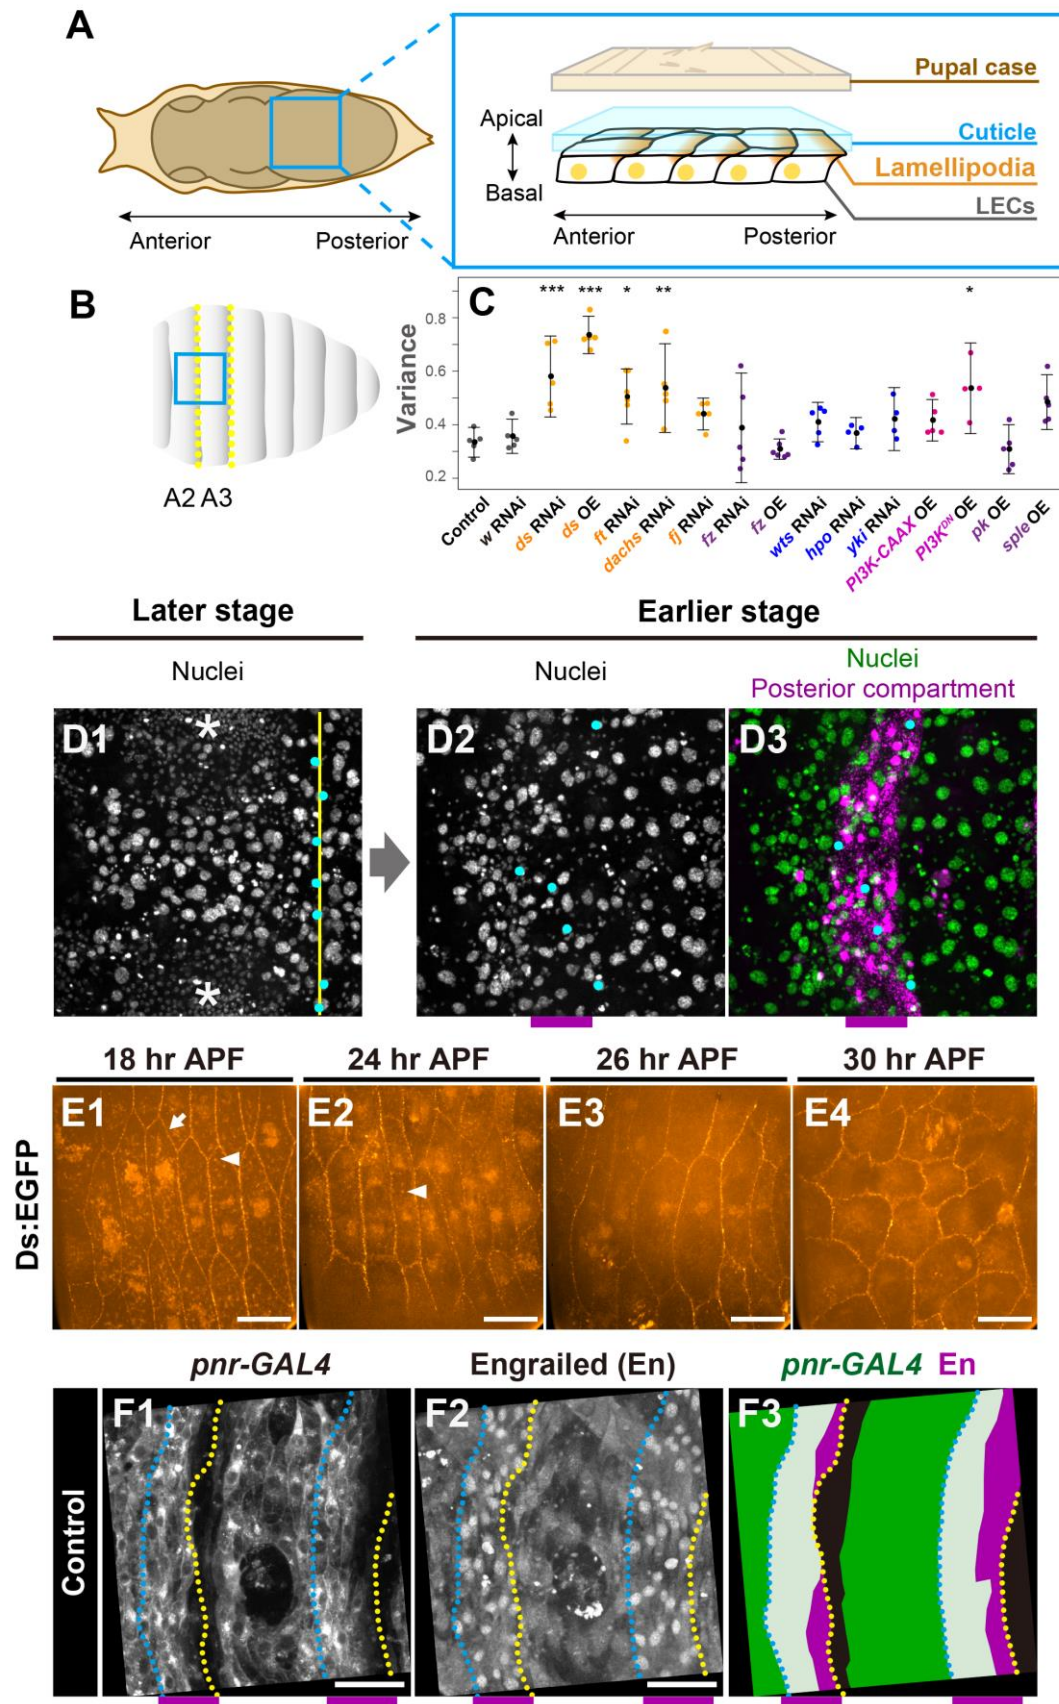 A
Pupal case
Apical
Cuticle
Lamellipodia
Basal
LECs
Anterior
Posterior
Anterior
Posterior
B
A2 A3
C
*** *** * ** *
Variance
0.8
0.6
0.4
0.2
Control
w RNAi
ds RNAi
ds OE
ft RNAi
dachs RNAi
fj RNAi
fz RNAi
fz OE
wts RNAi
hpo RNAi
yki RNAi
PI3K-CAAX OE
PI3K^DN OE
pk OE
sple OE
Later stage
Earlier stage
Nuclei
Nuclei
Nuclei
Posterior compartment
D1
*
*
D2
D3
18 hr APF
24 hr APF
26 hr APF
30 hr APF
Ds:EGFP
E1
E2
E3
E4
pnr-GAL4
Engrailed (En)
pnr-GAL4 En
Control
F1
F2
F3